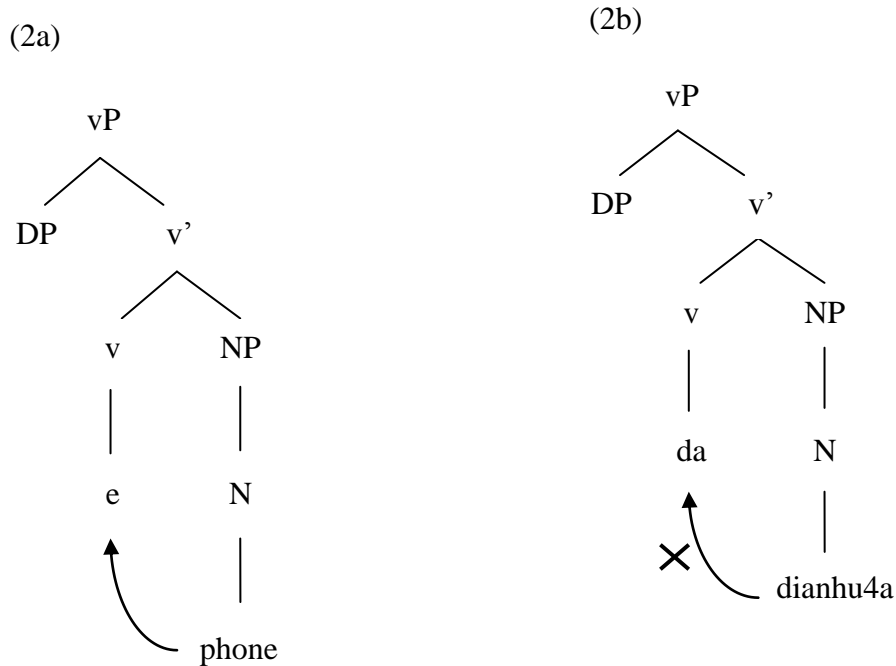 (2a)
vP
DP v’
v NP
e N
phone
(2b)
vP
DP v’
v NP
da N
dianhu4a